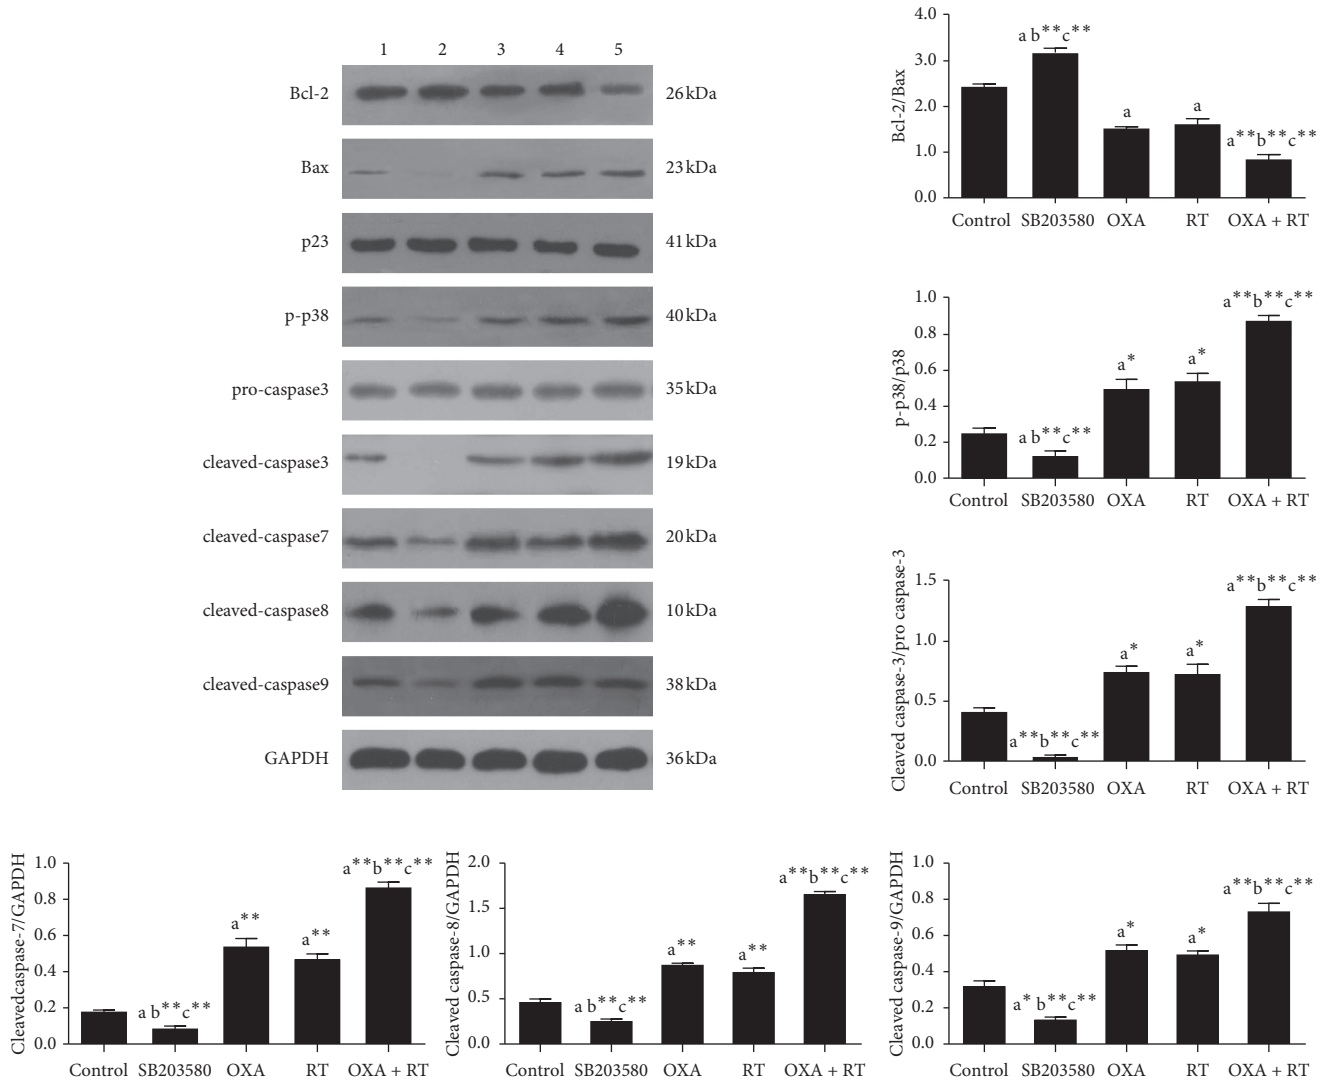 1 2 3 4 5
Bcl-2 26 kDa
Bax 23 kDa
p23 41 kDa
p-p38 40 kDa
pro-caspase3 35 kDa
cleaved-caspase3 19 kDa
cleaved-caspase7 20 kDa
cleaved-caspase8 10 kDa
cleaved-caspase9 38 kDa
GAPDH 36 kDa
Bcl-2/Bax
4.0
3.0
2.0
1.0
0.0
a b**c**
a
a
a**b**c**
Control SB203580 OXA RT OXA + RT
p-p38/p38
1.0
0.8
0.6
0.4
0.2
0.0
a b**c**
a*
a*
a**b**c**
Control SB203580 OXA RT OXA + RT
Cleaved caspase-3/pro caspase-3
1.5
1.0
0.5
0.0
a**b**c**
a*
a*
a**b**c**
Control SB203580 OXA RT OXA + RT
Cleavedcaspase-7/GAPDH
1.0
0.8
0.6
0.4
0.2
0.0
a b**c**
a**
a**
a**b**c**
Control SB203580 OXA RT OXA + RT
Cleaved caspase-8/GAPDH
2.0
1.5
1.0
0.5
0.0
a b**c**
a**
a**
a**b**c**
Control SB203580 OXA RT OXA + RT
Cleaved caspase-9/GAPDH
1.0
0.8
0.6
0.4
0.2
0.0
a* b**c**
a*
a*
a**b**c**
Control SB203580 OXA RT OXA + RT